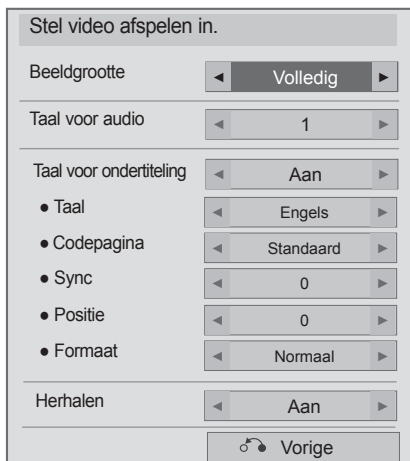 Stel video afspelen in.
Beeldgrootte ◄ Volledig ►
Taal voor audio ◄ 1 ►
Taal voor ondertiteling ◄ Aan ►
● Taal ◄ Engels ►
● Codepagina ◄ Standaard ►
● Sync ◄ 0 ►
● Positie ◄ 0 ►
● Formaat ◄ Normaal ►
Herhalen ◄ Aan ►
Vorige